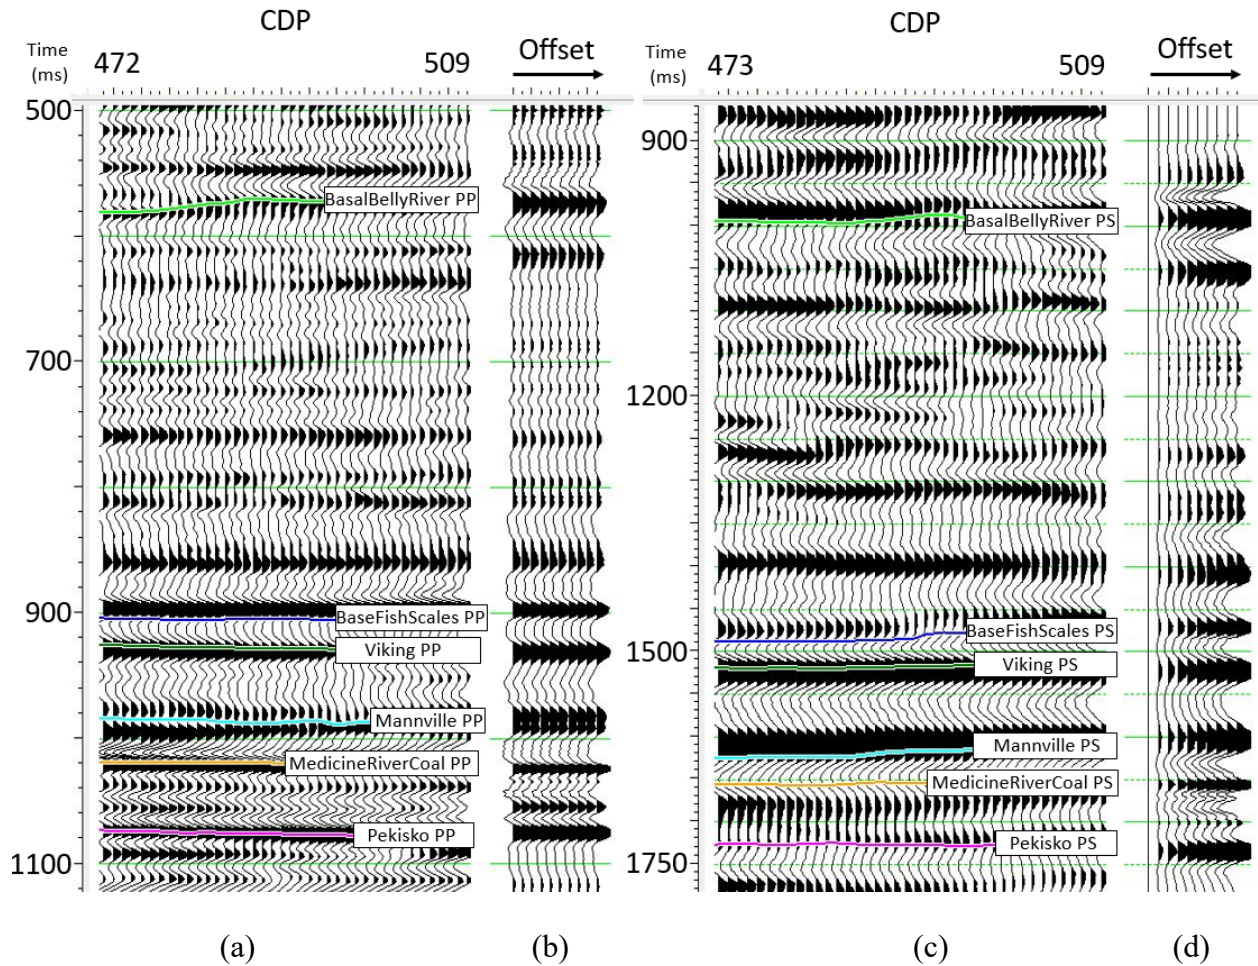 CDP
Time
(ms)
472
509
Offset
500
BasalBellyRiver PP
700
900
BaseFishScales PP
Viking PP
Mannville PP
MedicineRiverCoal PP
Pekisko PP
1100
CDP
Time
(ms)
473
509
Offset
900
BasalBellyRiver PS
1200
BaseFishScales PS
1500
Viking PS
Mannville PS
MedicineRiverCoal PS
Pekisko PS
1750
(a)
(b)
(c)
(d)